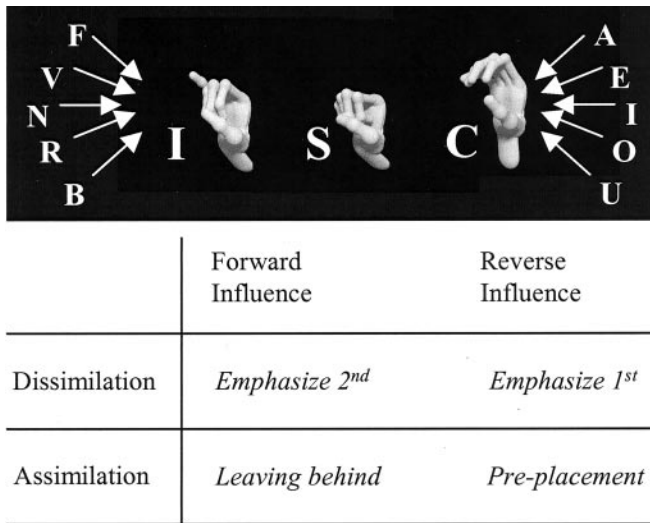 F
A
V
E
N
I
R
I
S
C
O
B
U
Forward Influence
Reverse Influence
Dissimilation
Emphasize 2nd
Emphasize 1st
Assimilation
Leaving behind
Pre-placement